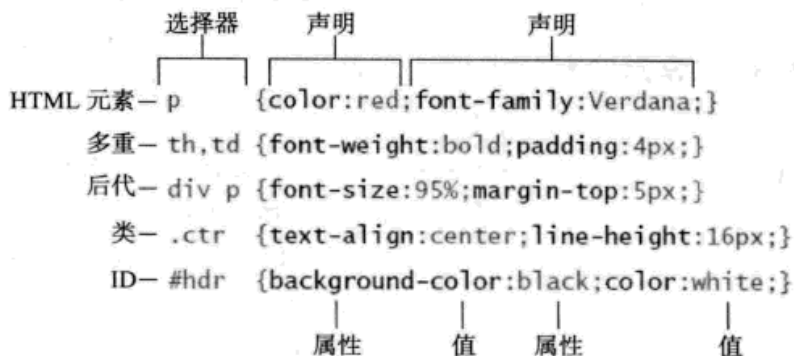 选择器 声明 声明
HTML 元素— p {color:red;font-family:Verdana;}
多重— th,td {font-weight:bold;padding:4px;}
后代— div p {font-size:95%;margin-top:5px;}
类— .ctr {text-align:center;line-height:16px;}
ID— #hdr {background-color:black;color:white;}
属性 值 属性 值